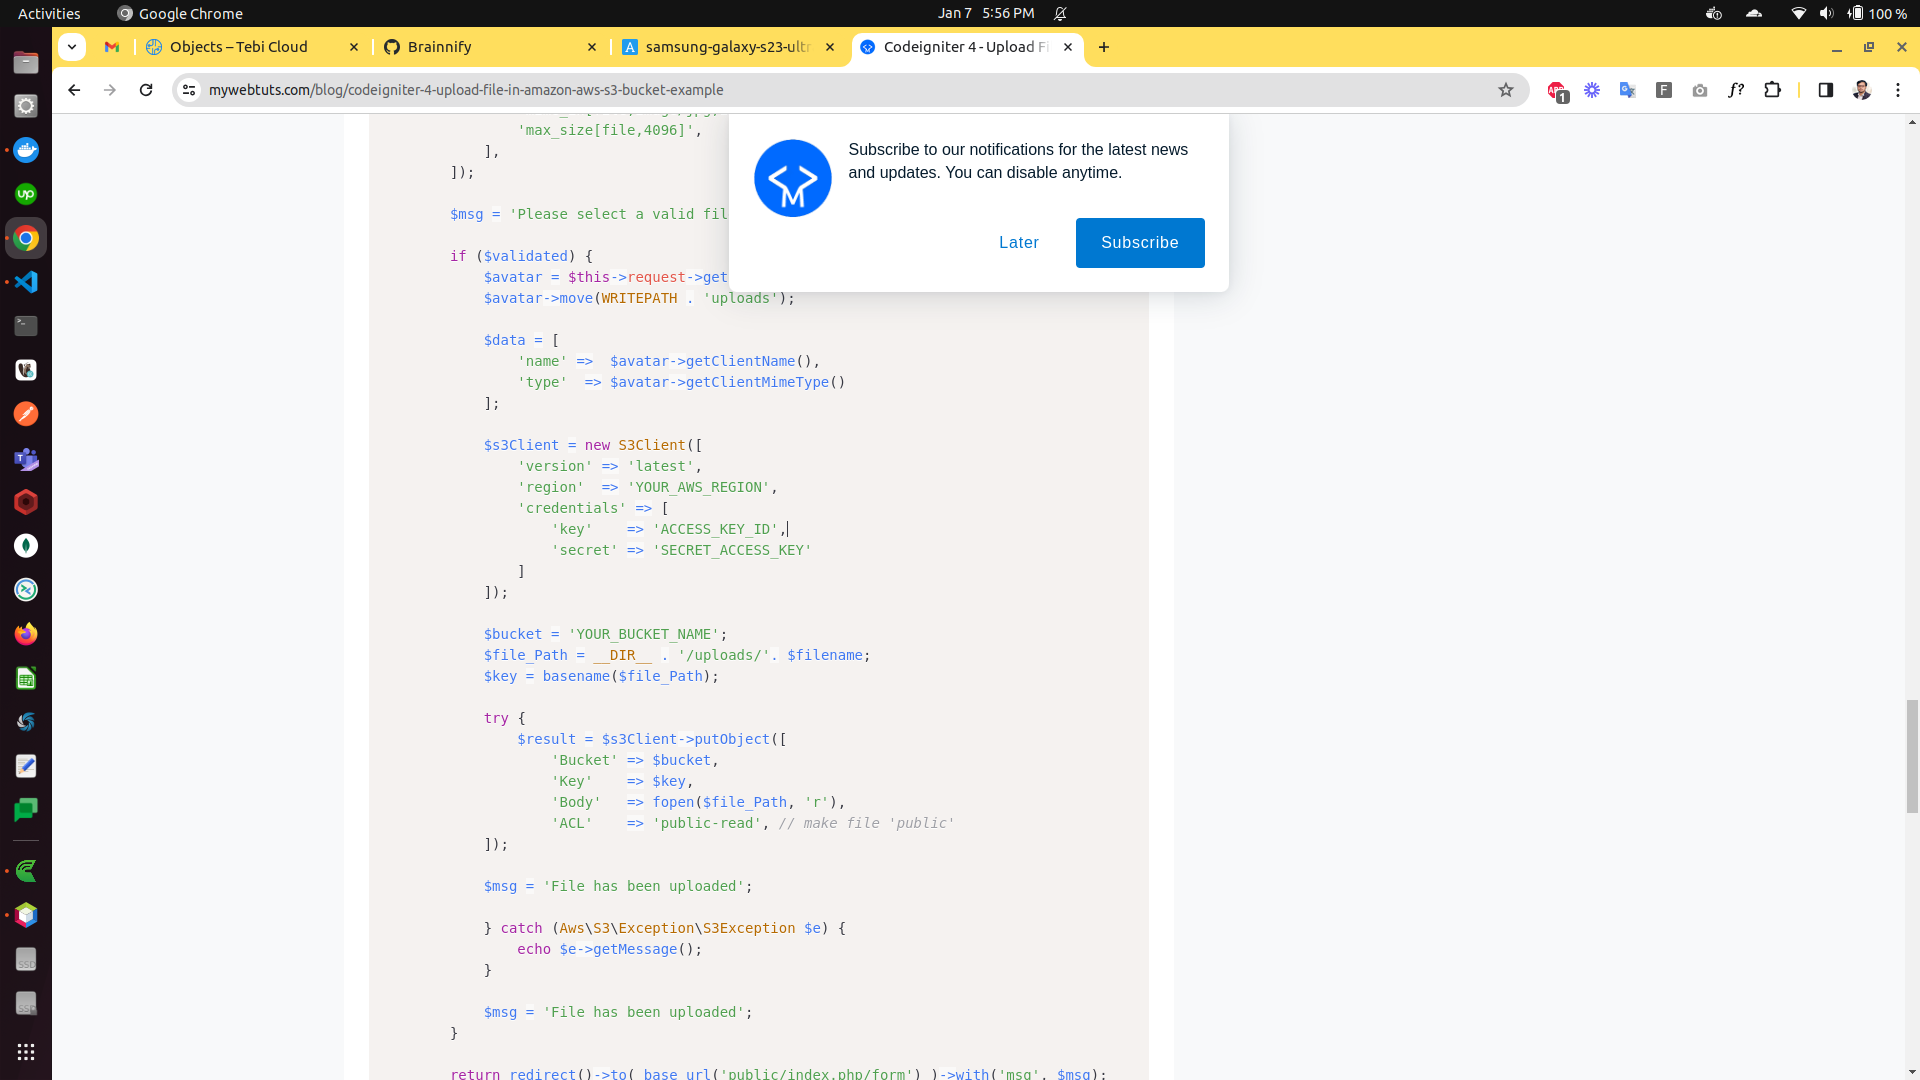 Activities
Google Chrome
Jan 7 5:56 PM
100 %
Objects – Tebi Cloud
Brainnify
samsung-galaxy-s23-ultr
Codeigniter 4 - Upload Fi
mywebtuts.com/blog/codeigniter-4-upload-file-in-amazon-aws-s3-bucket-example
1
Subscribe to our notifications for the latest news
and updates. You can disable anytime.
Later
Subscribe
'max_size[file,4096]',
],
]);
$msg = 'Please select a valid fil
if ($validated) {
$avatar = $this->request->get
$avatar->move(WRITEPATH . 'uploads');
$data = [
'name' =>  $avatar->getClientName(),
'type'  => $avatar->getClientMimeType()
];
$s3Client = new S3Client([
'version' => 'latest',
'region'  => 'YOUR_AWS_REGION',
'credentials' => [
'key'    => 'ACCESS_KEY_ID',
'secret' => 'SECRET_ACCESS_KEY'
]
]);
$bucket = 'YOUR_BUCKET_NAME';
$file_Path = __DIR__ . '/uploads/'. $filename;
$key = basename($file_Path);
try {
$result = $s3Client->putObject([
'Bucket' => $bucket,
'Key'    => $key,
'Body'   => fopen($file_Path, 'r'),
'ACL'    => 'public-read', // make file 'public'
]);
$msg = 'File has been uploaded';
} catch (Aws\S3\Exception\S3Exception $e) {
echo $e->getMessage();
}
$msg = 'File has been uploaded';
}
return redirect()->to( base_url('public/index.php/form') )->with('msg', $msg);